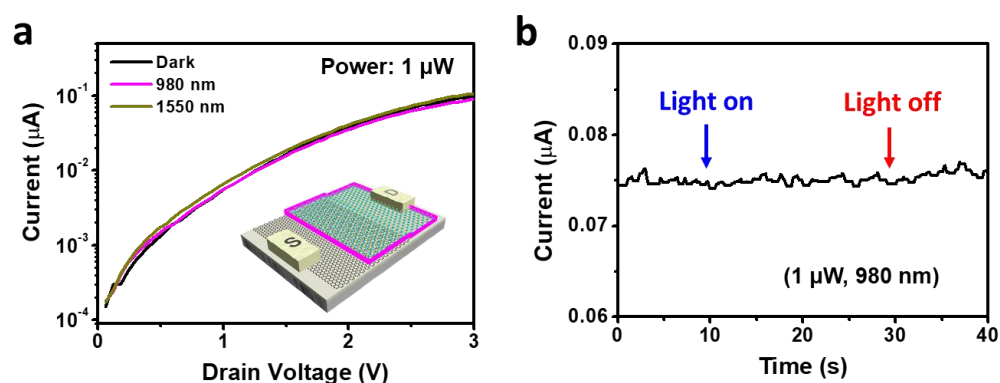 a
Dark
980 nm
1550 nm
Power: 1 μW
10⁻¹
10⁻²
10⁻³
10⁻⁴
Current (μA)
0
1
2
3
Drain Voltage (V)
S
D
b
0.09
0.08
0.07
0.06
Current (μA)
Light on
Light off
(1 μW, 980 nm)
0
10
20
30
40
Time (s)